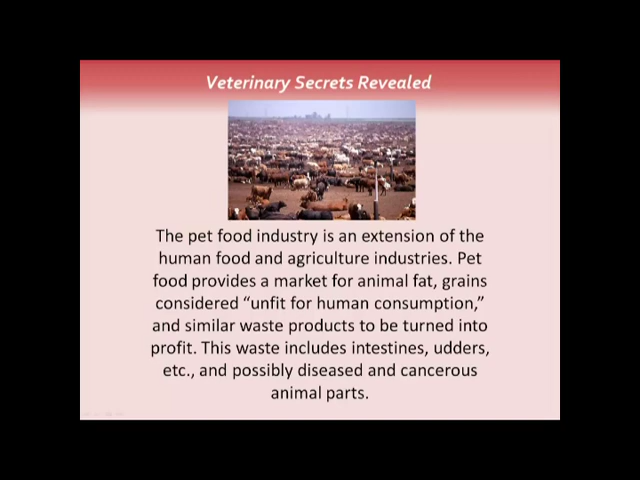 Veterinary Secrets Revealed
The pet food industry is an extension of the
human food and agriculture industries. Pet
food provides a market for animal fat, grains
considered “unfit for human consumption,”
and similar waste products to be turned into
profit. This waste includes intestines, udders,
etc., and possibly diseased and cancerous
animal parts.